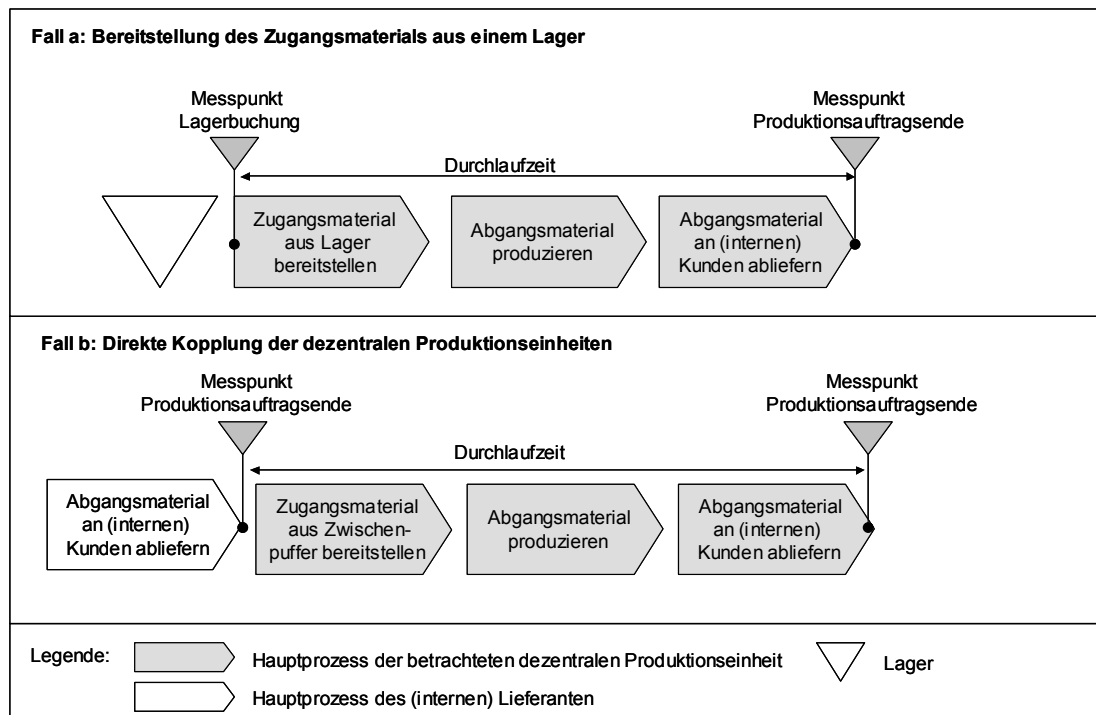 Fall a: Bereitstellung des Zugangsmaterials aus einem Lager
Messpunkt
Lagerbuchung
Messpunkt
Produktionsauftragsende
Durchlaufzeit
Zugangsmaterial
aus Lager
bereitstellen
Abgangsmaterial
produzieren
Abgangsmaterial
an (internen)
Kunden abliefern
Fall b: Direkte Kopplung der dezentralen Produktionseinheiten
Messpunkt
Produktionsauftragsende
Messpunkt
Produktionsauftragsende
Durchlaufzeit
Abgangsmaterial
an (internen)
Kunden abliefern
Zugangsmaterial
aus Zwischen-
puffer bereitstellen
Abgangsmaterial
produzieren
Abgangsmaterial
an (internen)
Kunden abliefern
Legende:
Hauptprozess der betrachteten dezentralen Produktionseinheit
Lager
Hauptprozess des (internen) Lieferanten